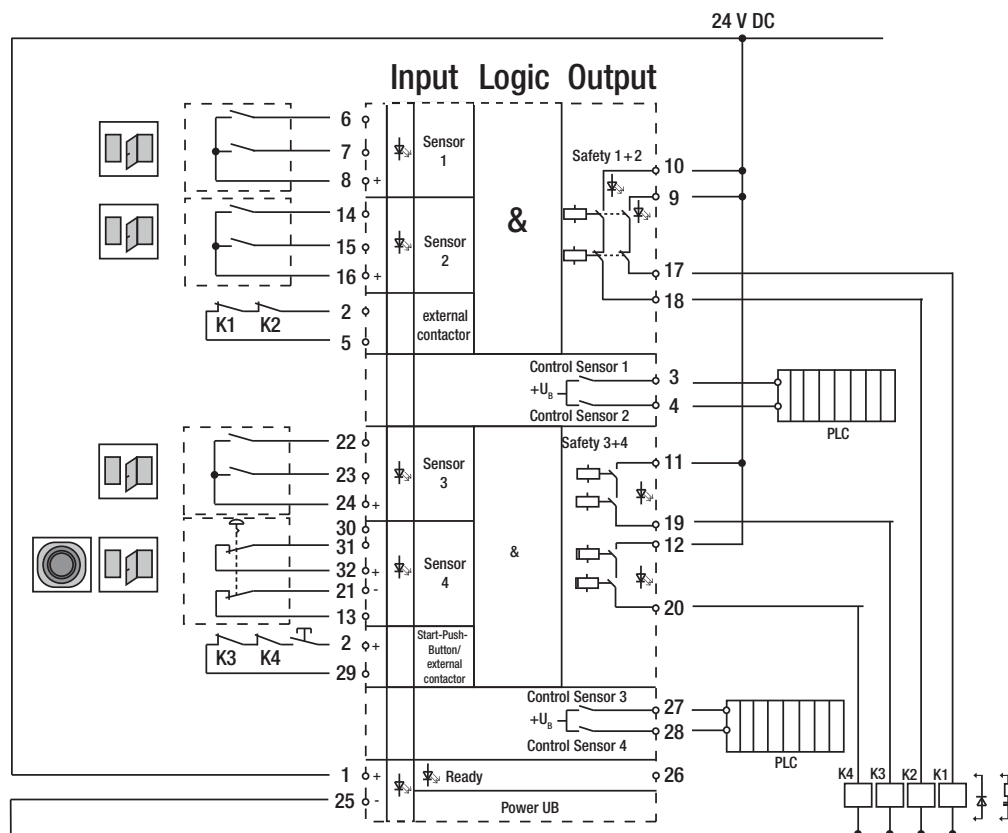 24 V DC
Input Logic Output
6
7
8 +
Sensor
1
Safety 1+2
10
9
14
15
16 +
Sensor
2
&
17
18
K1 K2
2
5
external
contactor
Control Sensor 1
+UB
Control Sensor 2
3
4
PLC
22
23
24 +
Sensor
3
Safety 3+4
11
19
12
20
30
31
32 +
21 -
13
Sensor
4
&
K3 K4
2 +
29
Start-Push-
Button/
external
contactor
Control Sensor 3
+UB
Control Sensor 4
27
28
PLC
1 +
25 -
Ready
26
Power UB
K4 K3 K2 K1